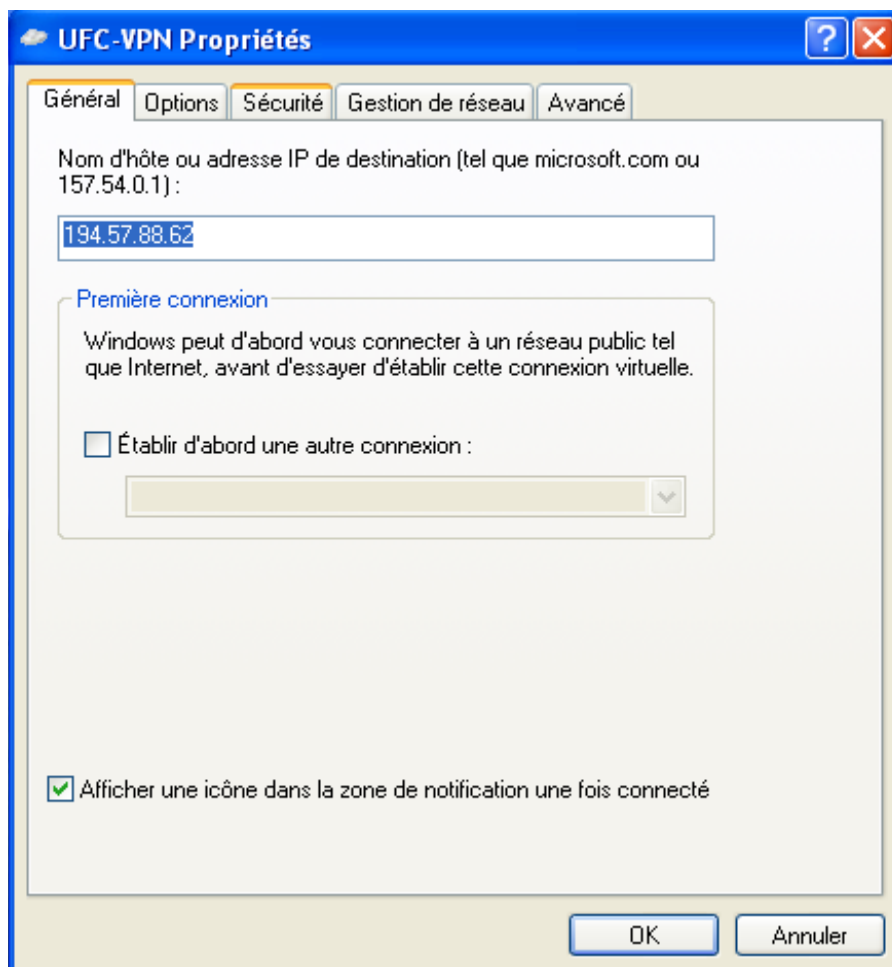 UFC-VPN Propriétés
Général Options Sécurité Gestion de réseau Avancé
Nom d'hôte ou adresse IP de destination (tel que microsoft.com ou
157.54.0.1) :
194.57.88.62
Première connexion
Windows peut d'abord vous connecter à un réseau public tel
que Internet, avant d'essayer d'établir cette connexion virtuelle.
Établir d'abord une autre connexion :
Afficher une icône dans la zone de notification une fois connecté
OK Annuler